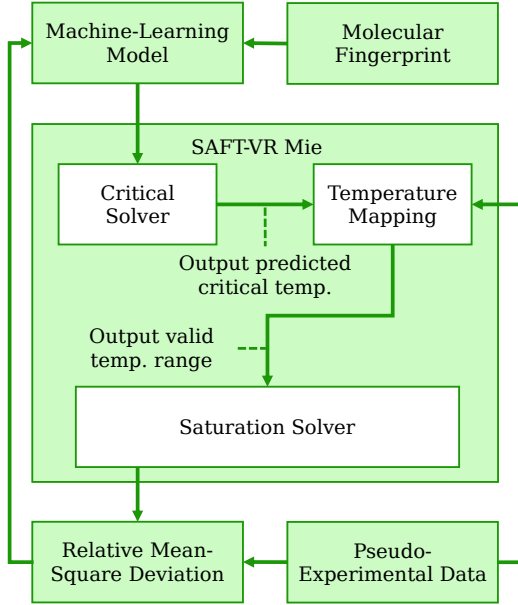 Machine-Learning
Model
Molecular
Fingerprint
SAFT-VR Mie
Critical
Solver
Temperature
Mapping
Output predicted
critical temp.
Output valid
temp. range
Saturation Solver
Relative Mean-
Square Deviation
Pseudo-
Experimental Data